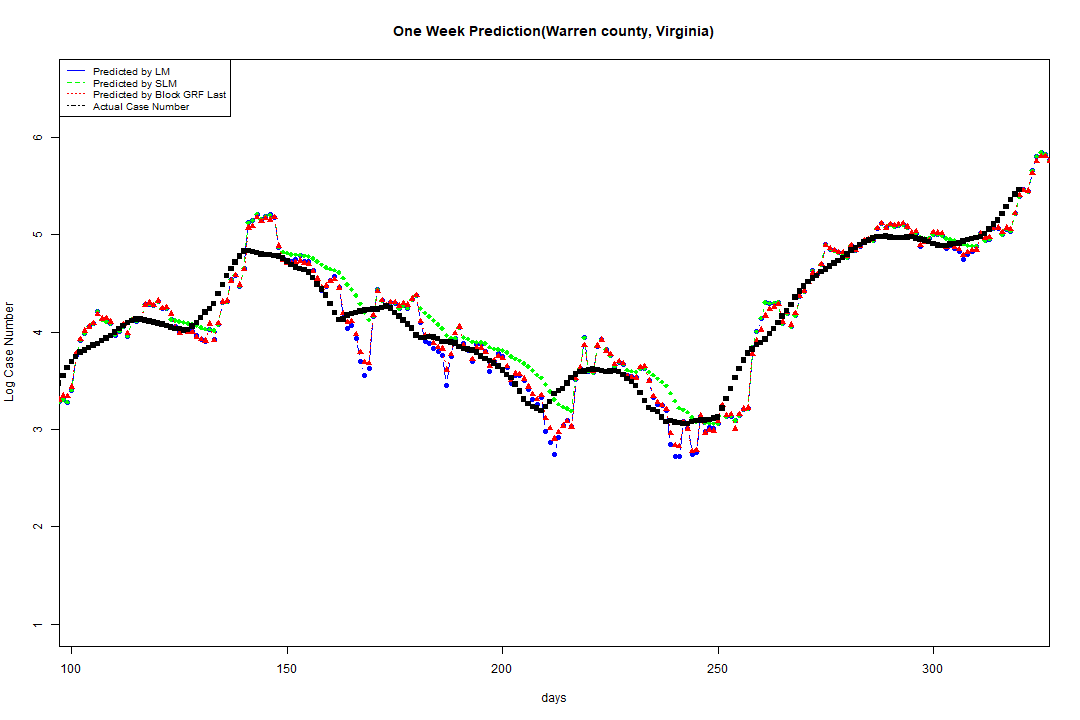 One Week Prediction(Warren county, Virginia)
Predicted by LM
Predicted by SLM
Predicted by Block GRF Last
Actual Case Number
Log Case Number
6
5
4
3
2
1
100 150 200 250 300
days